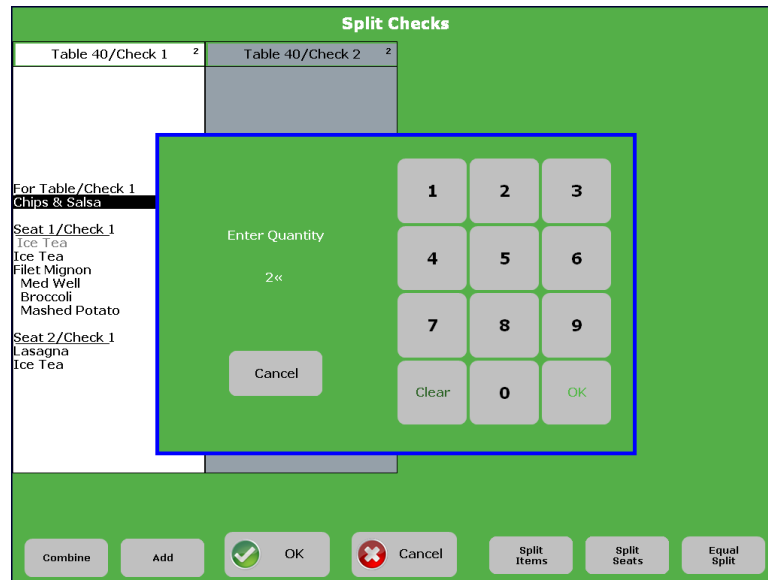 Split Checks
Table 40/Check 1 2
Table 40/Check 2 2
For Table/Check 1
Chips & Salsa
Seat 1/Check 1
Ice Tea
Ice Tea
Filet Mignon
Med Well
Broccoli
Mashed Potato
Seat 2/Check 1
Lasagna
Ice Tea
Enter Quantity
2«
Cancel
1 2 3
4 5 6
7 8 9
Clear 0 OK
Combine
Add
OK
Cancel
Split
Items
Split
Seats
Equal
Split